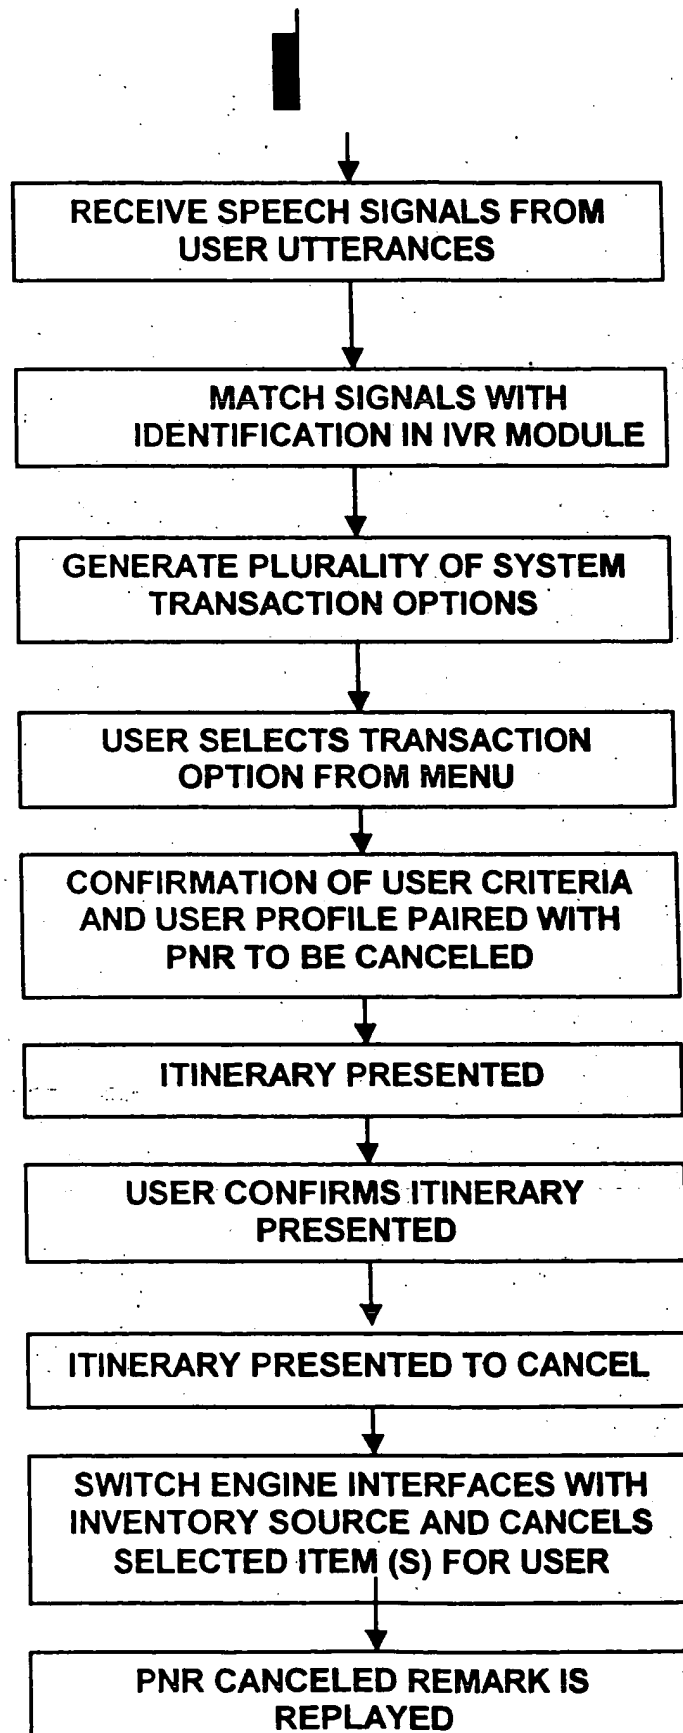 RECEIVE SPEECH SIGNALS FROM
USER UTTERANCES
MATCH SIGNALS WITH
IDENTIFICATION IN IVR MODULE
GENERATE PLURALITY OF SYSTEM
TRANSACTION OPTIONS
USER SELECTS TRANSACTION
OPTION FROM MENU
CONFIRMATION OF USER CRITERIA
AND USER PROFILE PAIRED WITH
PNR TO BE CANCELED
ITINERARY PRESENTED
USER CONFIRMS ITINERARY
PRESENTED
ITINERARY PRESENTED TO CANCEL
SWITCH ENGINE INTERFACES WITH
INVENTORY SOURCE AND CANCELS
SELECTED ITEM (S) FOR USER
PNR CANCELED REMARK IS
REPLAYED